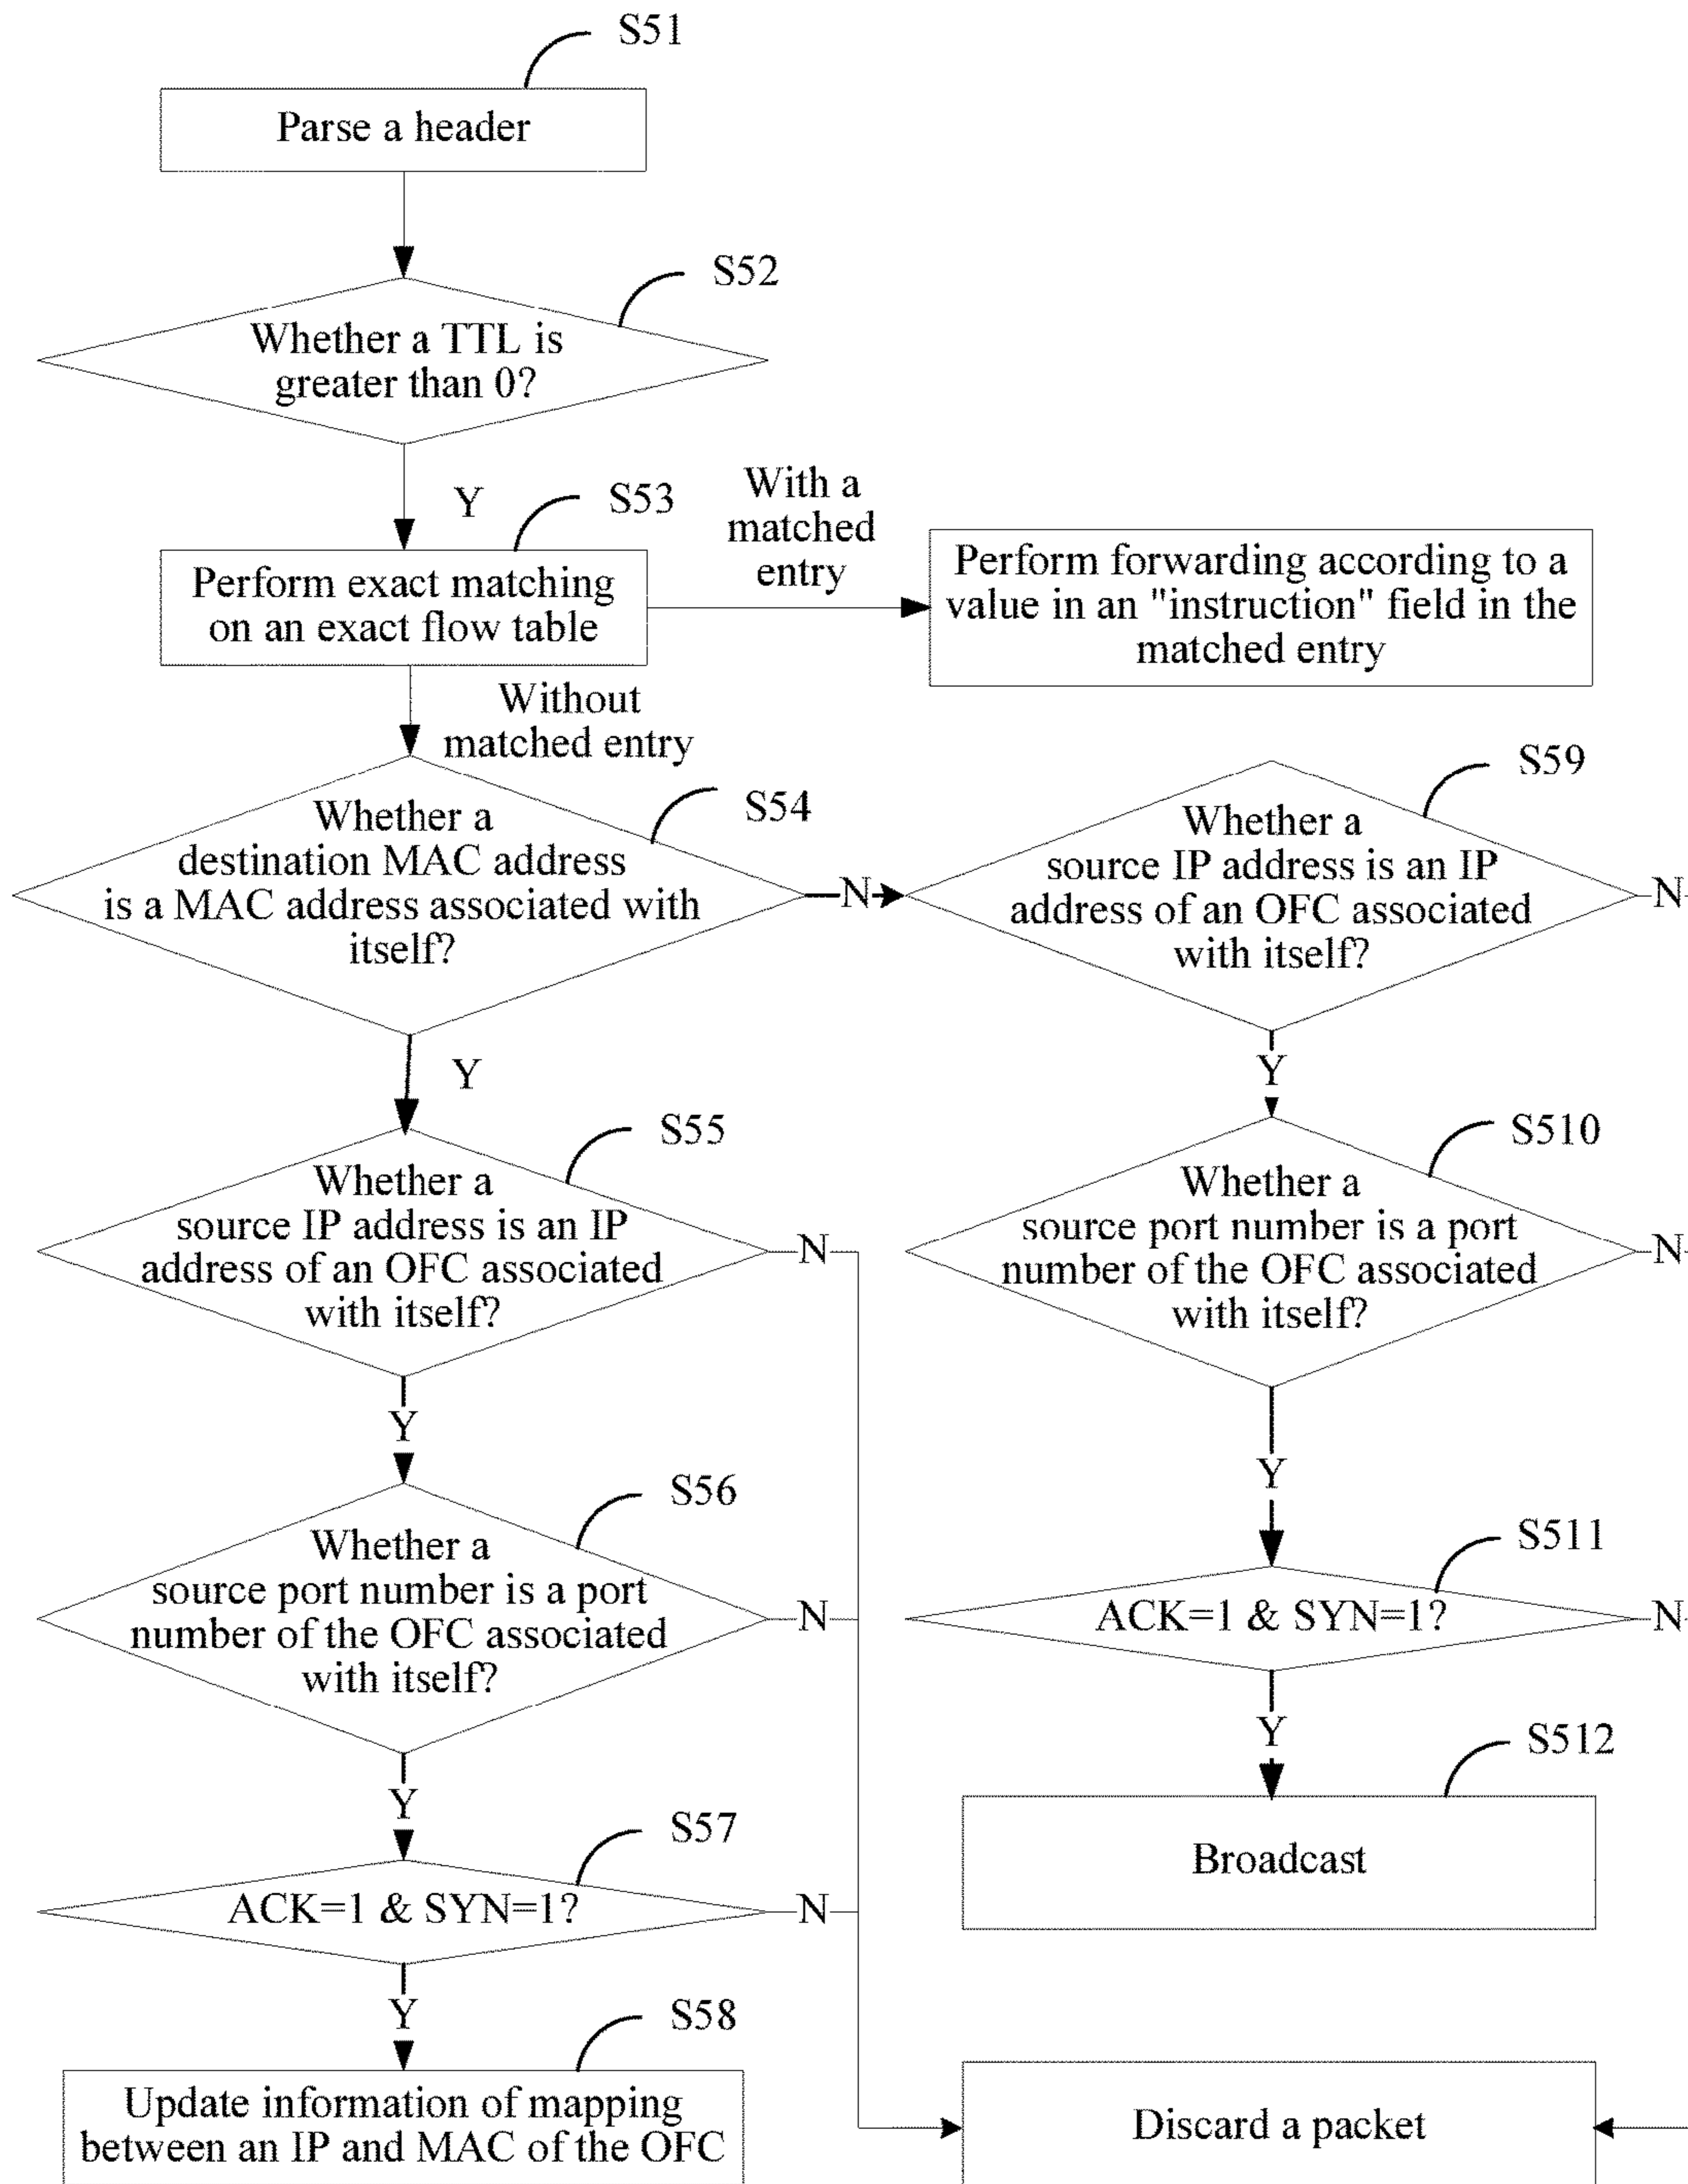 S51
Parse a header
S52
Whether a TTL is
greater than 0?
Y
S53
With a
matched
entry
Perform exact matching
on an exact flow table
Perform forwarding according to a
value in an "instruction" field in the
matched entry
Without
matched entry
S54
Whether a
destination MAC address
is a MAC address associated with
itself?
N
S59
Whether a
source IP address is an IP
address of an OFC associated
with itself?
N
Y
Y
S55
Whether a
source IP address is an IP
address of an OFC associated
with itself?
N
S510
Whether a
source port number is a port
number of the OFC associated
with itself?
N
Y
Y
S56
Whether a
source port number is a port
number of the OFC associated
with itself?
N
S511
ACK=1 & SYN=1?
N
Y
Y
S512
Broadcast
S57
ACK=1 & SYN=1?
N
Y
S58
Update information of mapping
between an IP and MAC of the OFC
Discard a packet